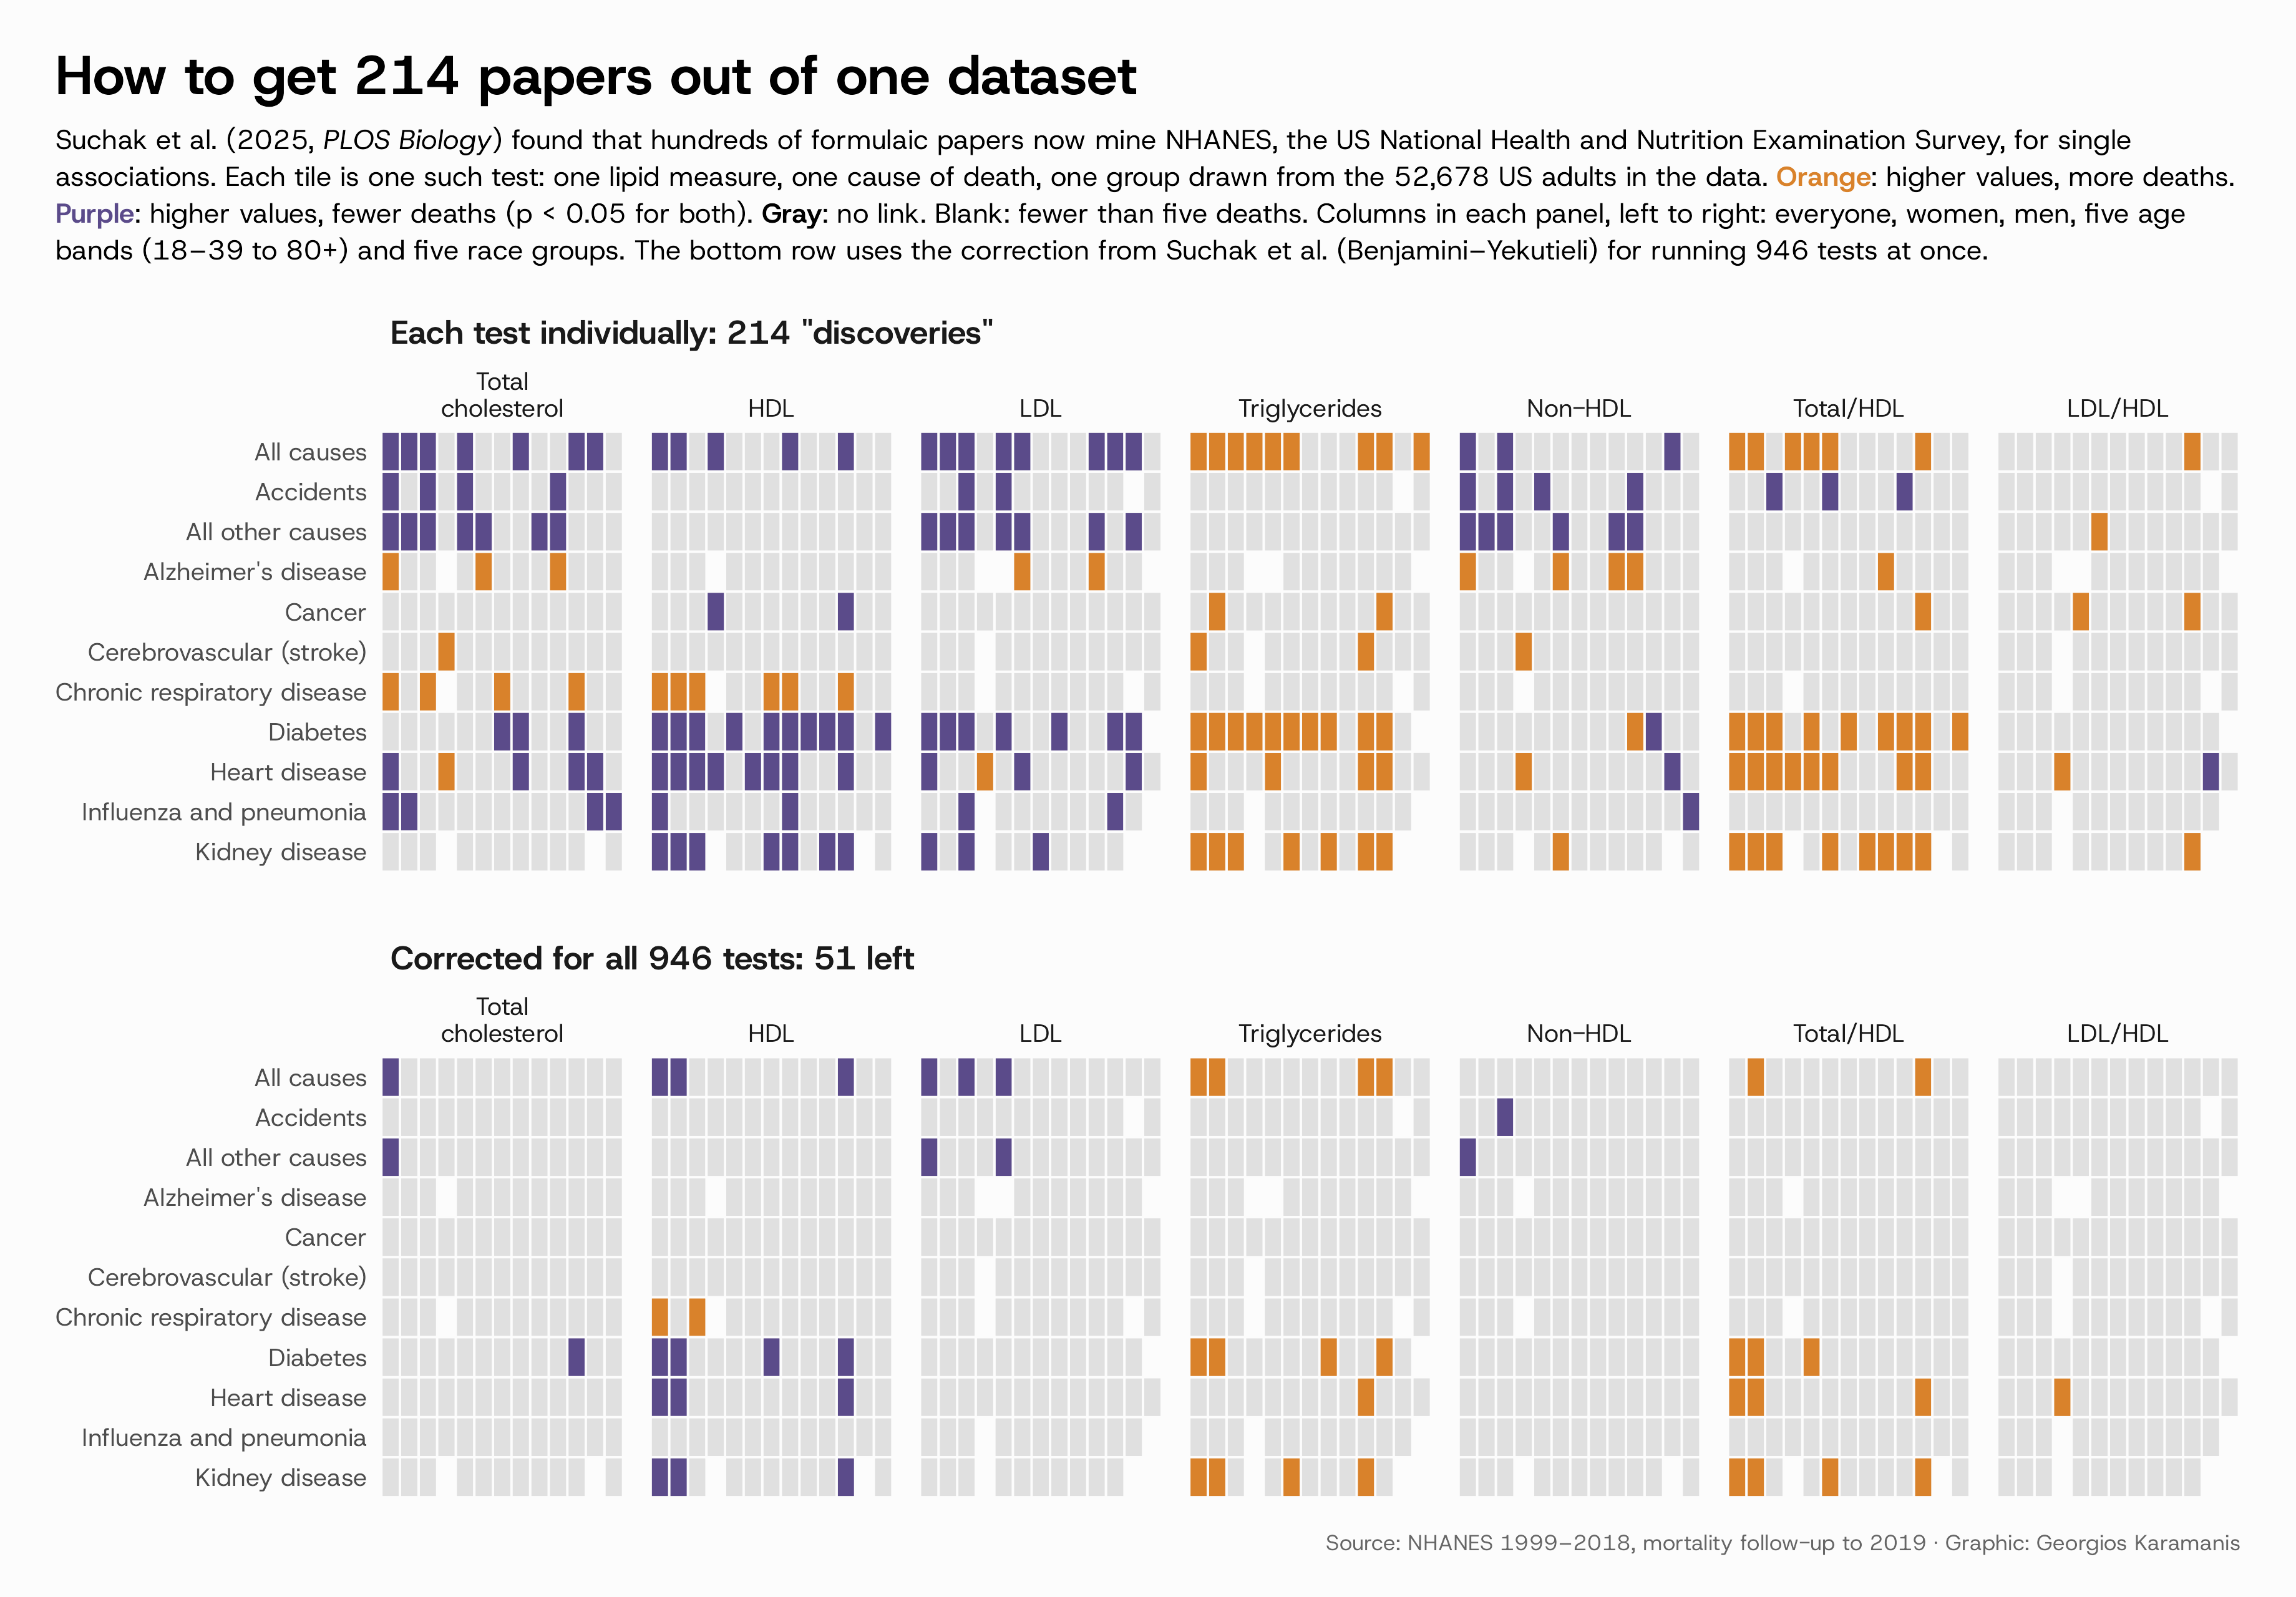 How to get 214 papers out of one dataset
Suchak et al. (2025, PLOS Biology) found that hundreds of formulaic papers now mine NHANES, the US National Health and Nutrition Examination Survey, for single
associations. Each tile is one such test: one lipid measure, one cause of death, one group drawn from the 52,678 US adults in the data. Orange: higher values, more deaths.
Purple: higher values, fewer deaths (p < 0.05 for both). Gray: no link. Blank: fewer than five deaths. Columns in each panel, left to right: everyone, women, men, five age
bands (18–39 to 80+) and five race groups. The bottom row uses the correction from Suchak et al. (Benjamini–Yekutieli) for running 946 tests at once.
Each test individually: 214 "discoveries"
Total
cholesterol HDL LDL Triglycerides Non-HDL Total/HDL LDL/HDL
All causes
Accidents
All other causes
Alzheimer's disease
Cancer
Cerebrovascular (stroke)
Chronic respiratory disease
Diabetes
Heart disease
Influenza and pneumonia
Kidney disease
Corrected for all 946 tests: 51 left
Total
cholesterol HDL LDL Triglycerides Non-HDL Total/HDL LDL/HDL
All causes
Accidents
All other causes
Alzheimer's disease
Cancer
Cerebrovascular (stroke)
Chronic respiratory disease
Diabetes
Heart disease
Influenza and pneumonia
Kidney disease
Source: NHANES 1999–2018, mortality follow-up to 2019 · Graphic: Georgios Karamanis